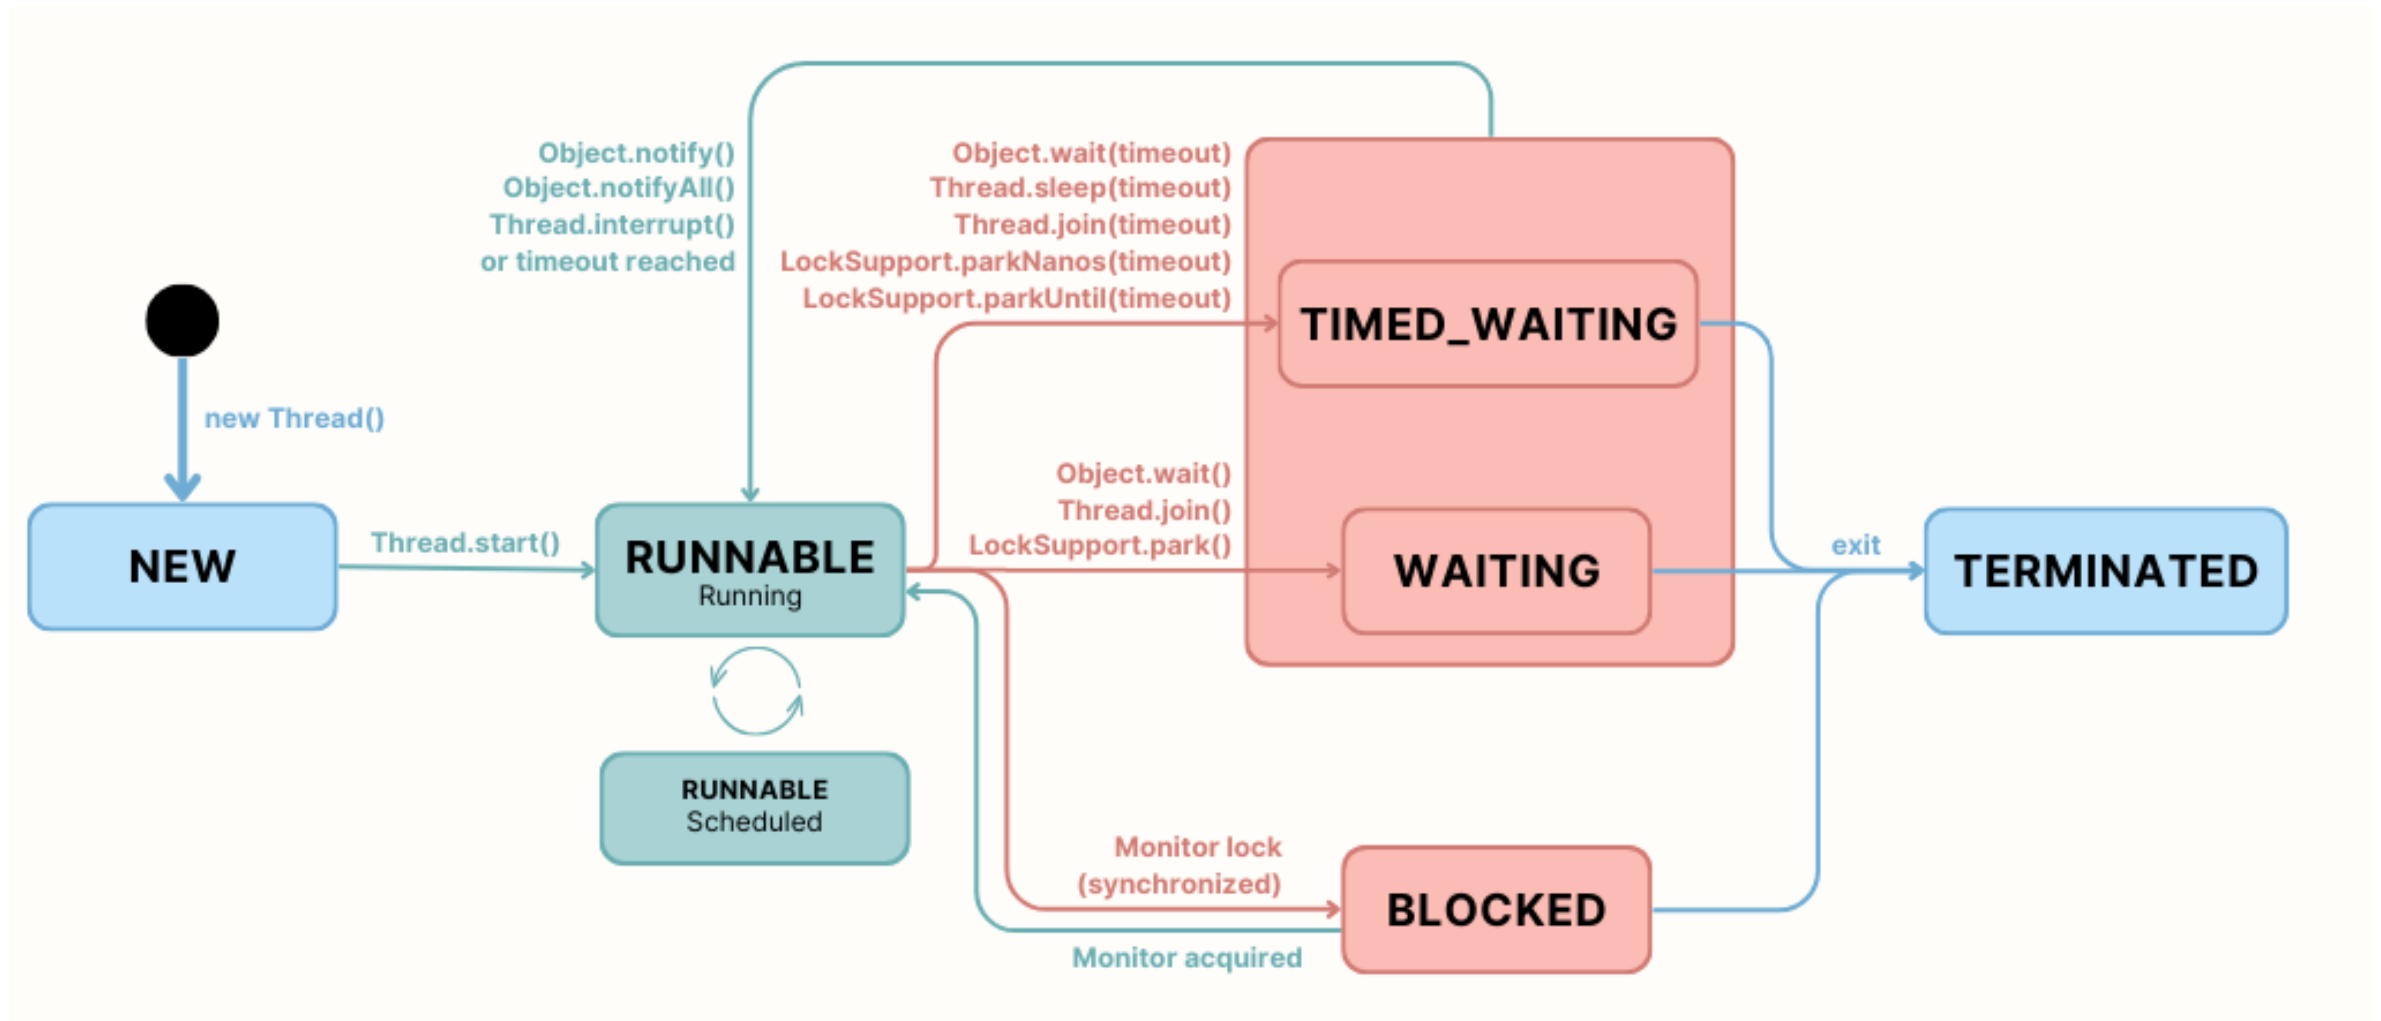 Object.notify()
Object.notifyAll()
Thread.interrupt()
or timeout reached
Object.wait(timeout)
Thread.sleep(timeout)
Thread.join(timeout)
LockSupport.parkNanos(timeout)
LockSupport.parkUntil(timeout)
TIMED_WAITING
new Thread()
Object.wait()
Thread.join()
LockSupport.park()
NEW
Thread.start()
RUNNABLE
Running
WAITING
exit
TERMINATED
RUNNABLE
Scheduled
Monitor lock
(synchronized)
BLOCKED
Monitor acquired